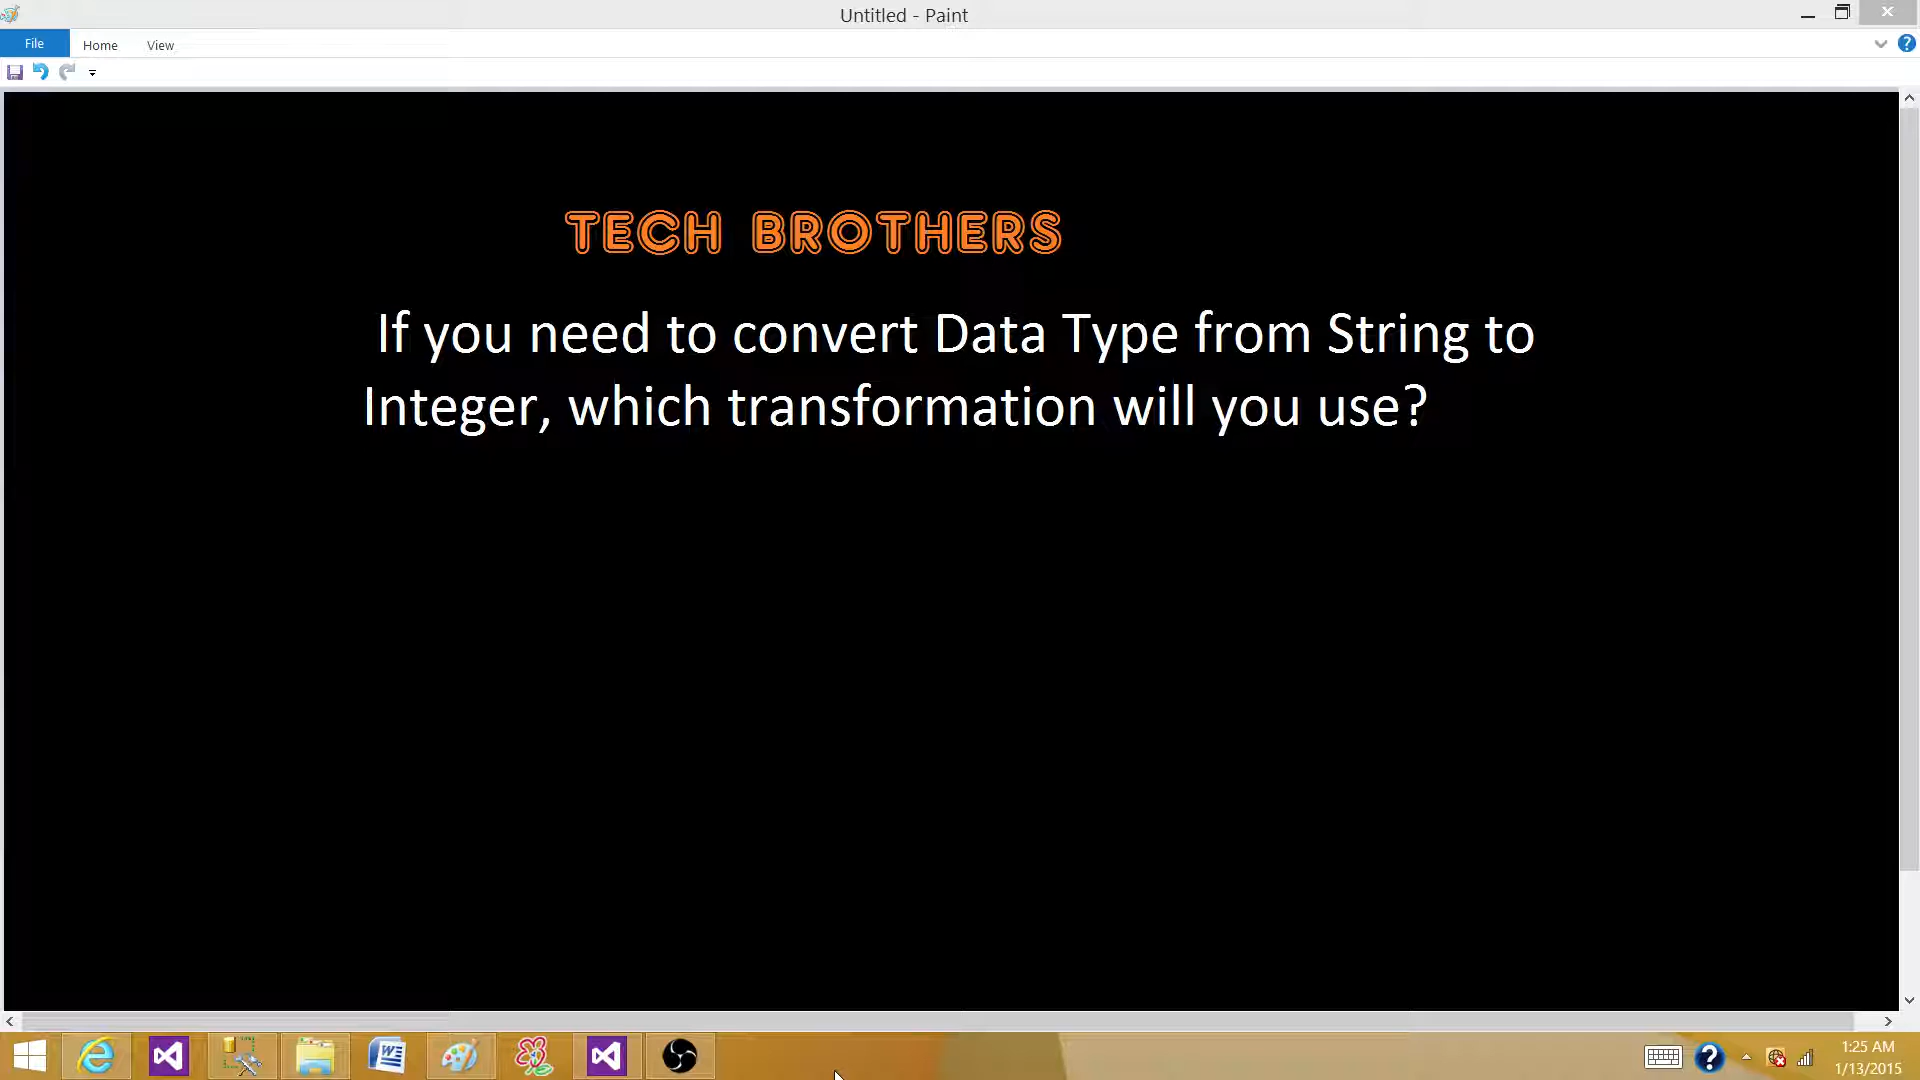 Untitled - Paint
File Home View
TECH BROTHERS
If you need to convert Data Type from String to
Integer, which transformation will you use?
1:25 AM
1/13/2015